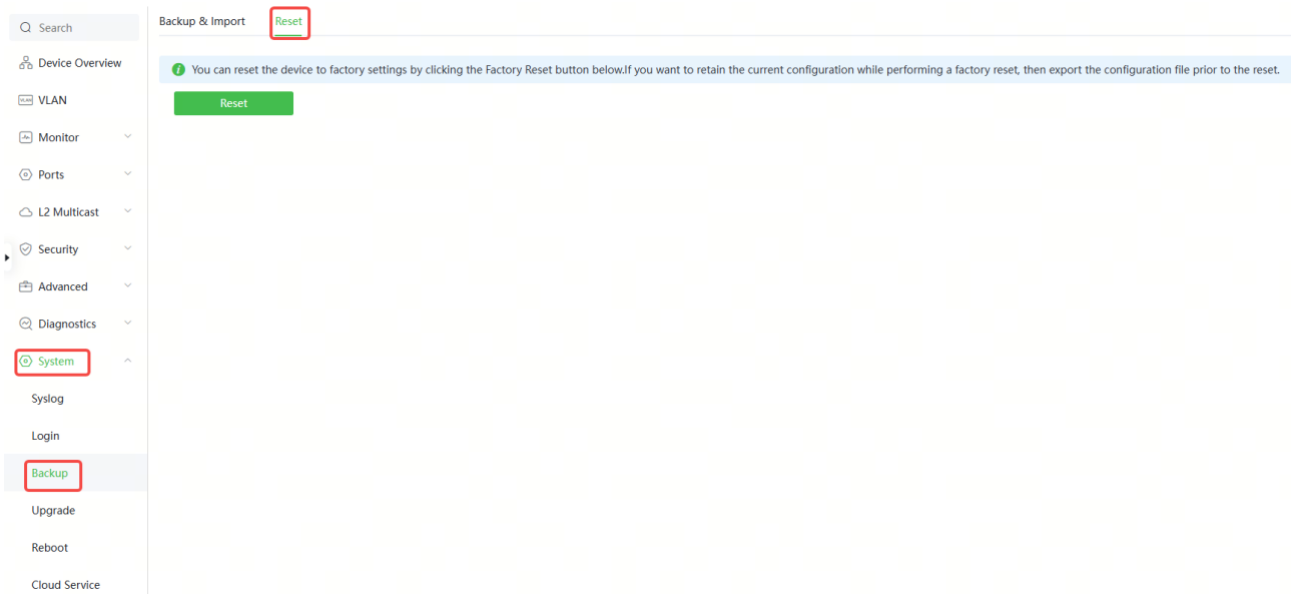 Search
Device Overview
VLAN VLAN
Monitor
Ports
L2 Multicast
Security
Advanced
Diagnostics
System
Syslog
Login
Backup
Upgrade
Reboot
Cloud Service
Backup & Import Reset
You can reset the device to factory settings by clicking the Factory Reset button below.If you want to retain the current configuration while performing a factory reset, then export the configuration file prior to the reset.
Reset